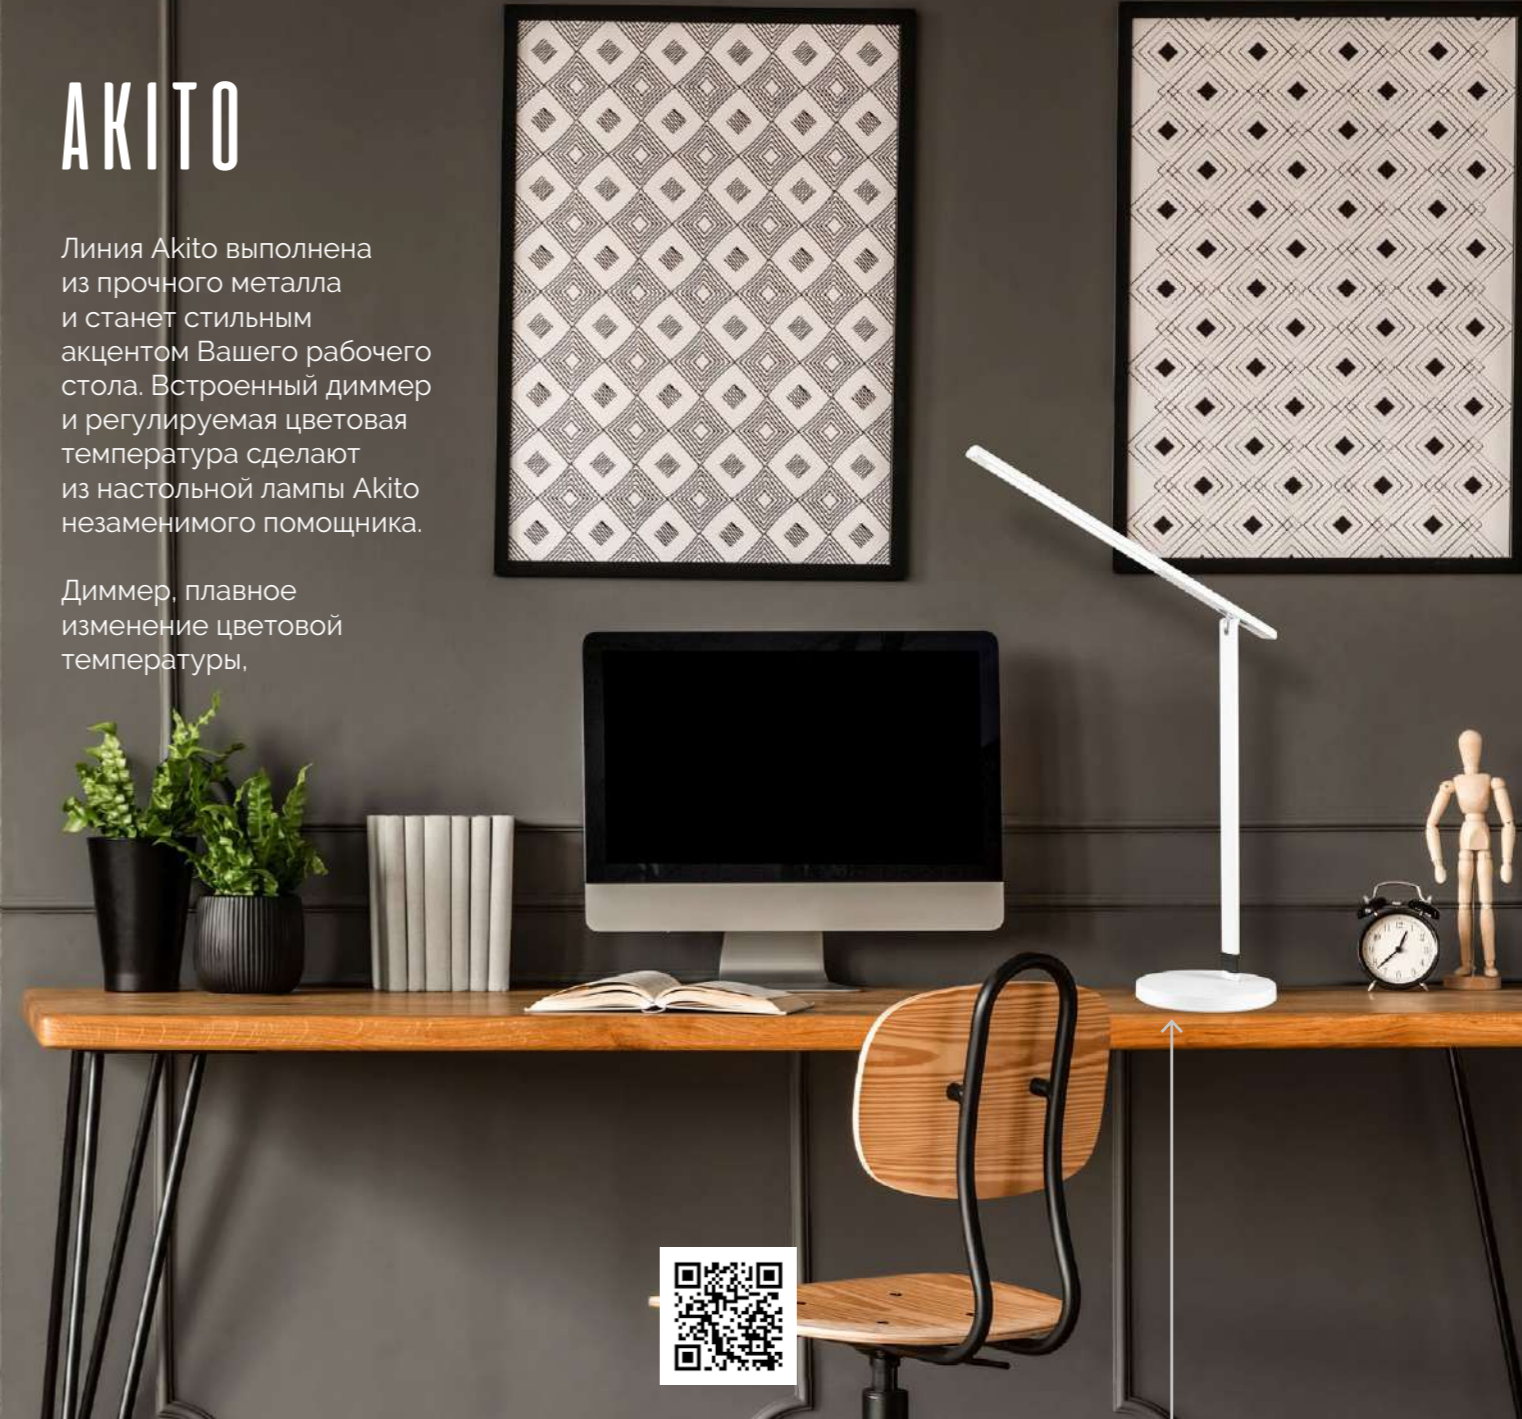 AKITO
Линия Akito выполнена
из прочного металла
и станет стильным
акцентом Вашего рабочего
стола. Встроенный диммер
и регулируемая цветовая
температура сделают
из настольной лампы Akito
незаменимого помощника.
Диммер, плавное
изменение цветовой
температуры,